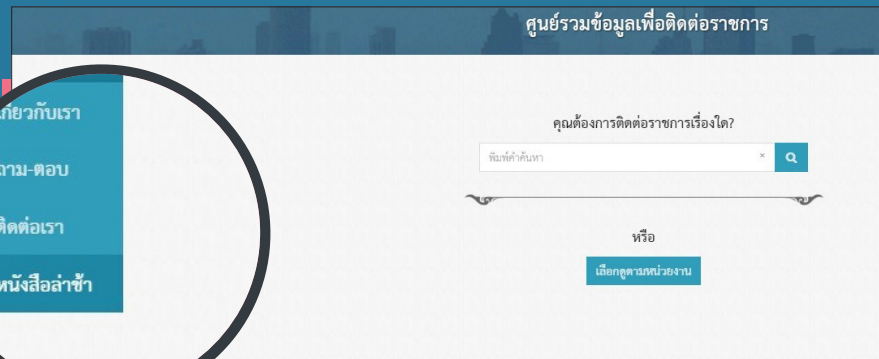 ศูนย์รวมข้อมูลเพื่อติดต่อราชการ
กี่ยวกับเรา
ถาม-ตอบ
ติดต่อเรา
หนังสือล่าช้า
คุณต้องการติดต่อราชการเรื่องใด?
พิมพ์คำค้นหา
หรือ
เลือกดูตามหน่วยงาน